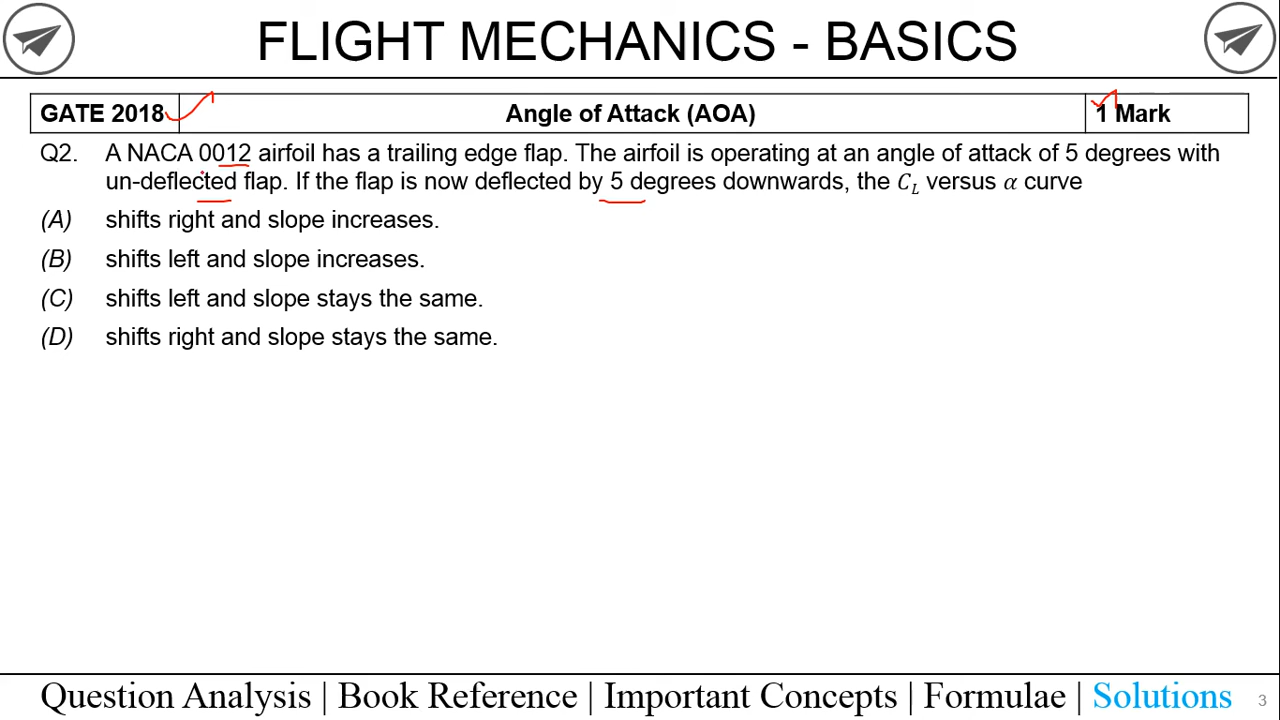 FLIGHT MECHANICS - BASICS
GATE 2018 Angle of Attack (AOA) 1 Mark
Q2. A NACA 0012 airfoil has a trailing edge flap. The airfoil is operating at an angle of attack of 5 degrees with
un-deflected flap. If the flap is now deflected by 5 degrees downwards, the C_L versus α curve
(A) shifts right and slope increases.
(B) shifts left and slope increases.
(C) shifts left and slope stays the same.
(D) shifts right and slope stays the same.
Question Analysis | Book Reference | Important Concepts | Formulae | Solutions 3